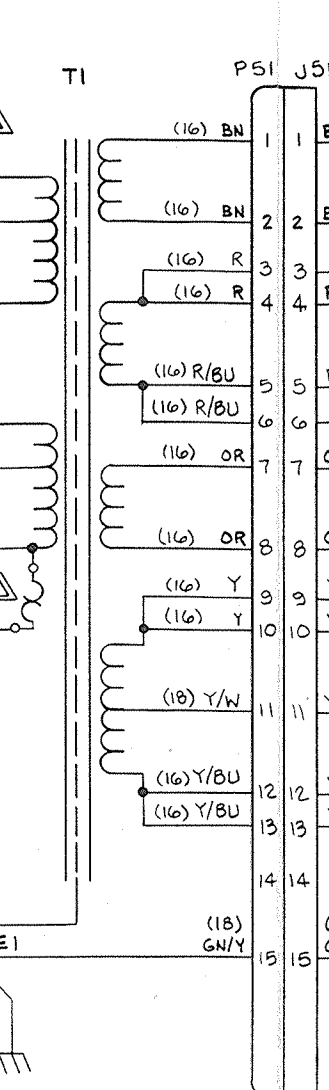 T1 P51 J51
(16) BN 1 1
(16) BN 2 2
(16) R 3 3
(16) R 4 4
(16) R/BU 5 5
(16) R/BU 6 6
(16) OR 7 7
(16) OR 8 8
(16) Y 9 9
(16) Y 10 10
(18) Y/W 11 11
(16) Y/BU 12 12
(16) Y/BU 13 13
14 14
(18)
GN/Y 15 15
E1